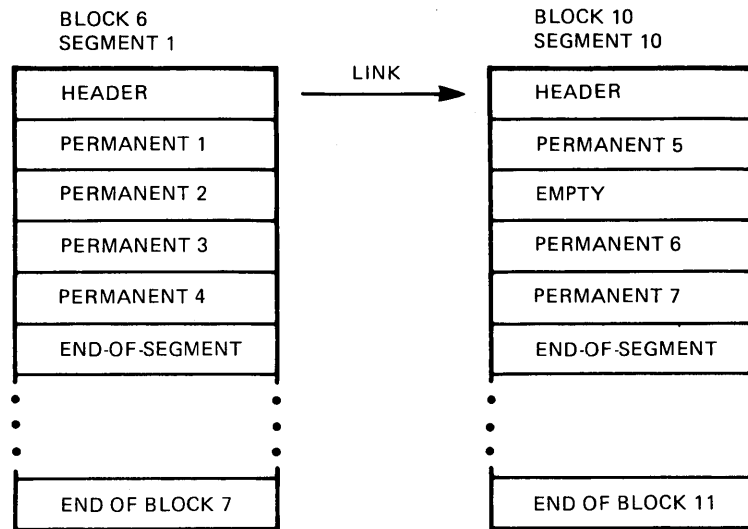 BLOCK 6
SEGMENT 1
HEADER
PERMANENT 1
PERMANENT 2
PERMANENT 3
PERMANENT 4
END-OF-SEGMENT
END OF BLOCK 7
LINK
BLOCK 10
SEGMENT 10
HEADER
PERMANENT 5
EMPTY
PERMANENT 6
PERMANENT 7
END-OF-SEGMENT
END OF BLOCK 11